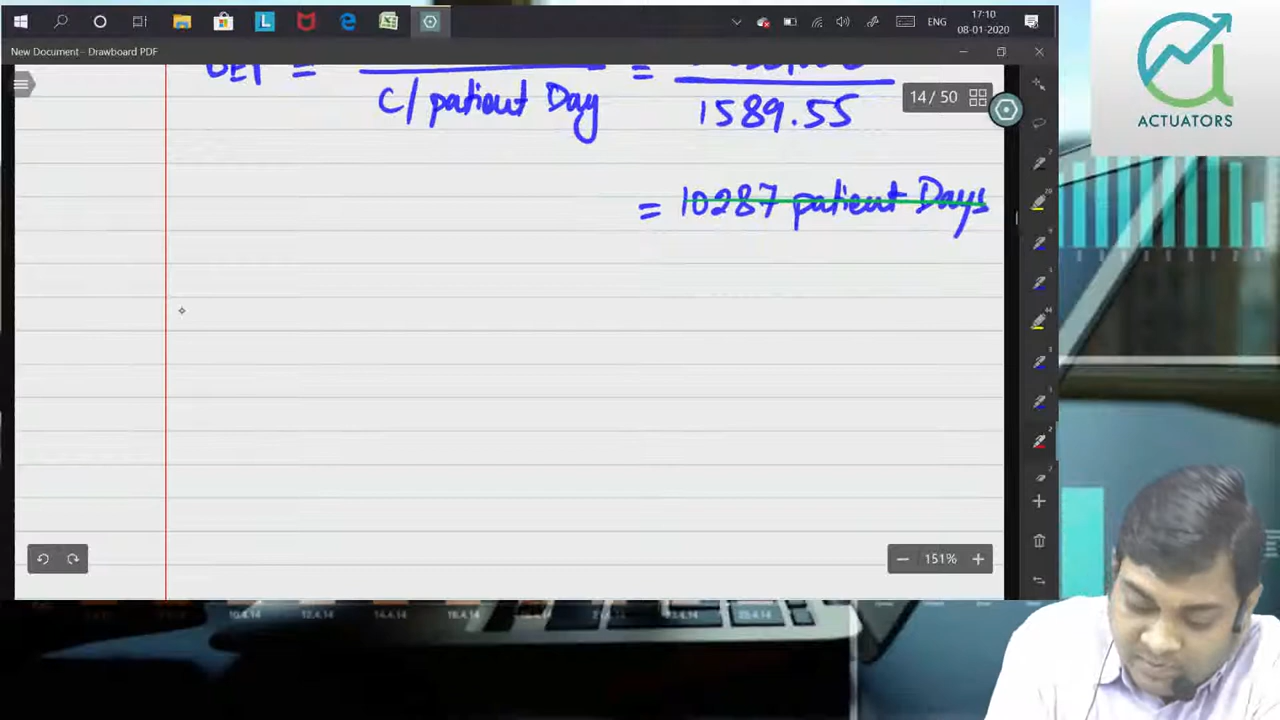 ENG
17:10
08-01-2020
New Document - Drawboard PDF
BEP =
=
C/ patient Day
1589.55
14 / 50
= 10287 patient Days
151%
ACTUATORS